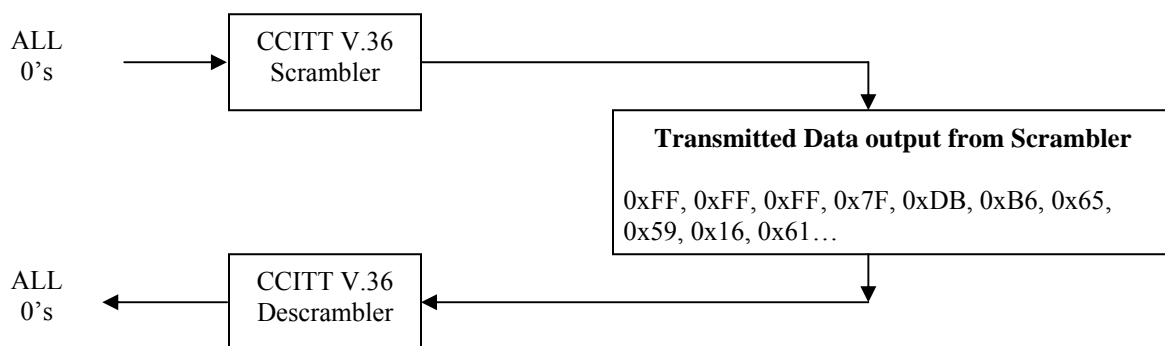 ALL
0's
CCITT V.36
Scrambler
Transmitted Data output from Scrambler
0xFF, 0xFF, 0xFF, 0x7F, 0xDB, 0xB6, 0x65,
0x59, 0x16, 0x61…
ALL
0's
CCITT V.36
Descrambler